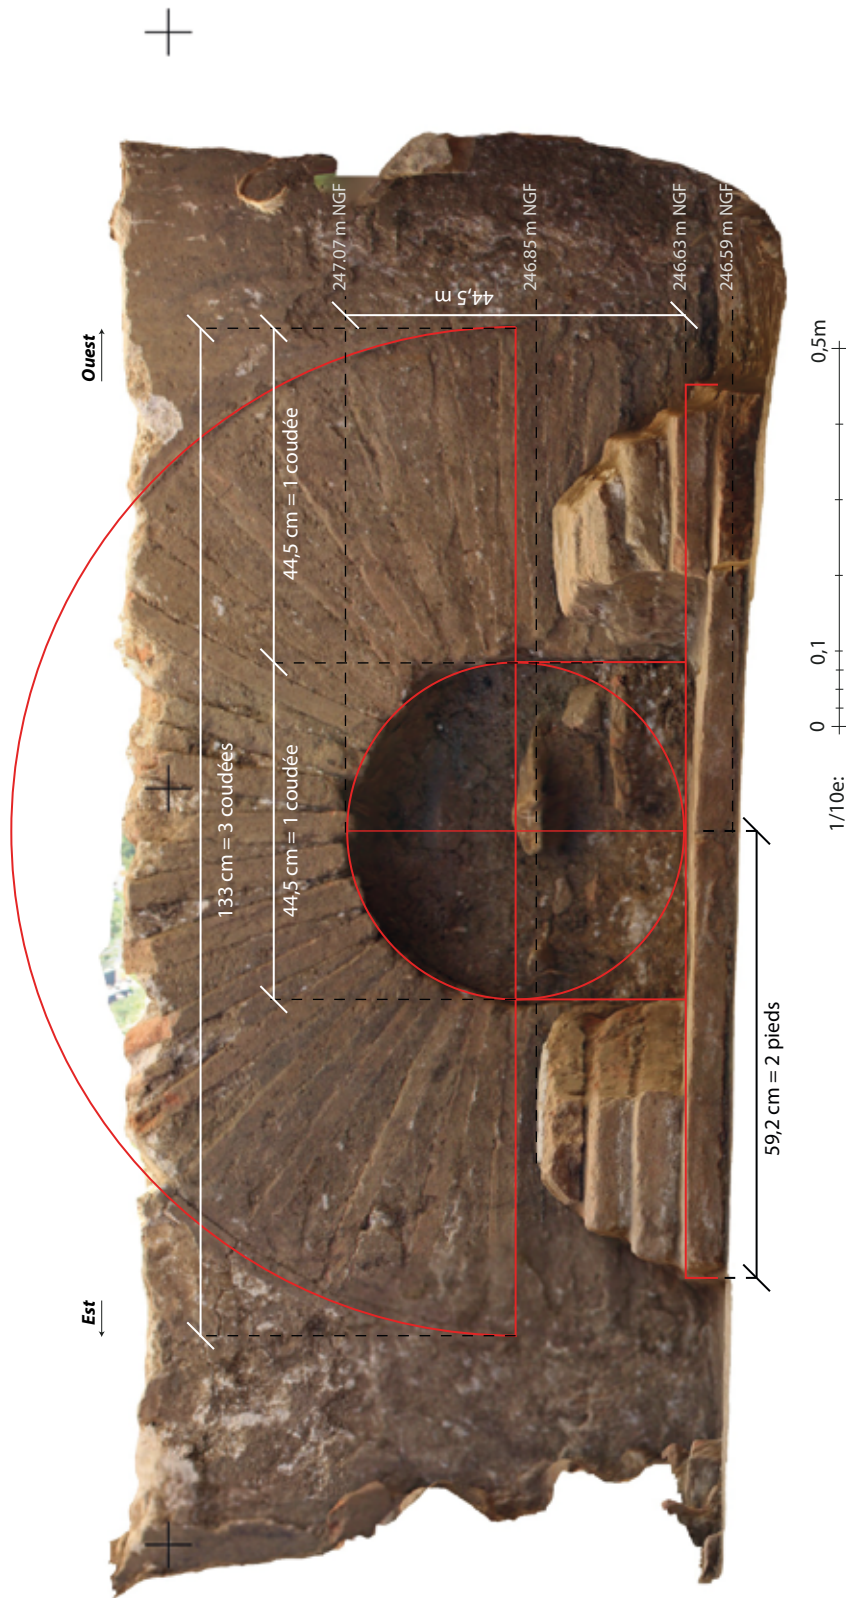 Est
Ouest
133 cm = 3 coudées
44,5 cm = 1 coudée
44,5 cm = 1 coudée
247.07 m NGF
44,5 m
246.85 m NGF
246.63 m NGF
246.59 m NGF
59,2 cm = 2 pieds
1/10e:
0
0,1
0,5m